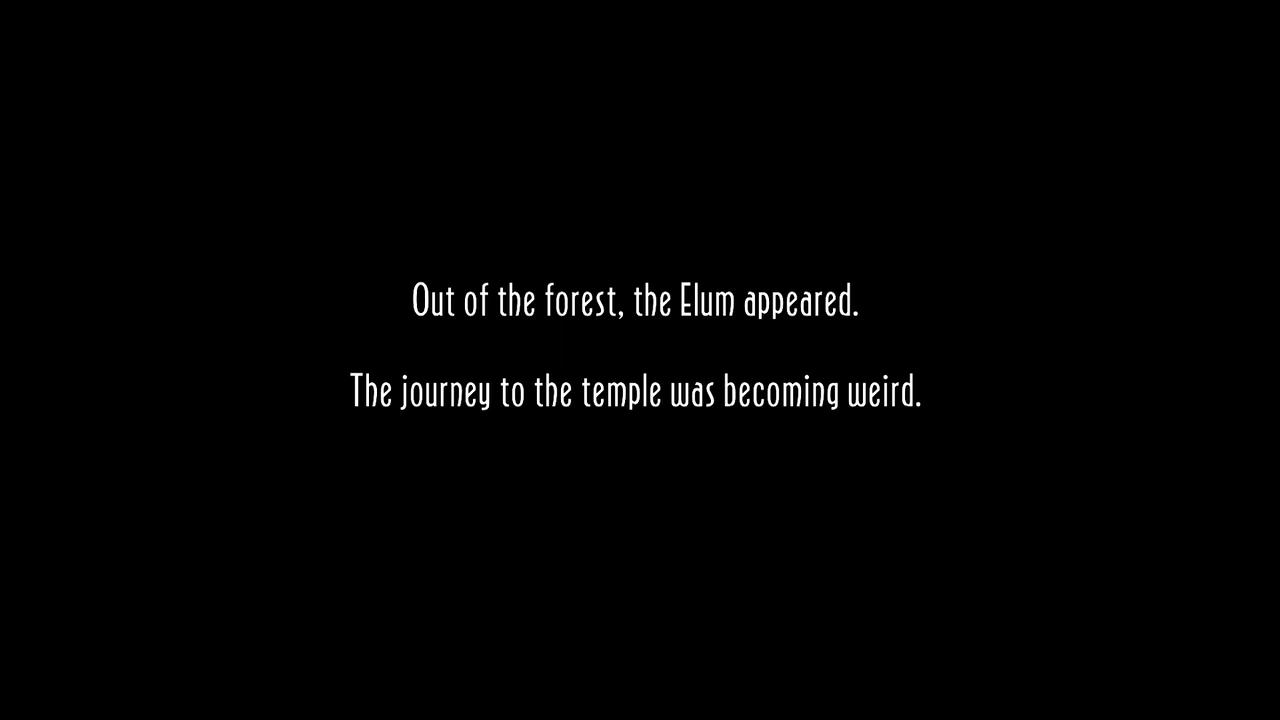 Out of the forest, the Elum appeared.
The journey to the temple was becoming weird.